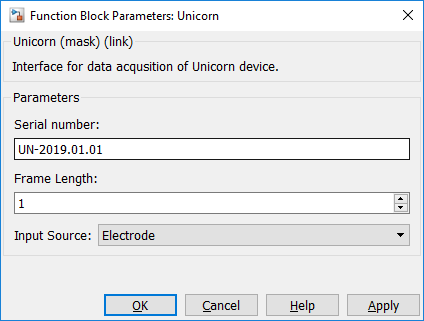 Function Block Parameters: Unicorn
Unicorn (mask) (link)
Interface for data acqusition of Unicorn device.
Parameters
Serial number:
UN-2019.01.01
Frame Length:
1
Input Source: Electrode
OK Cancel Help Apply